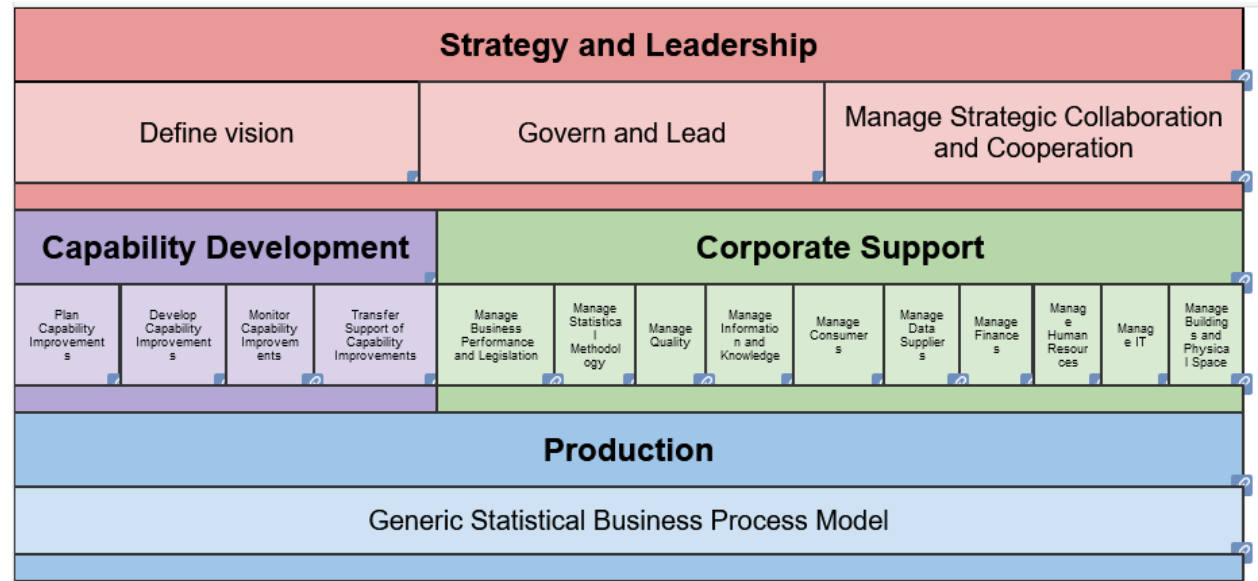 Strategy and Leadership
Define vision
Govern and Lead
Manage Strategic Collaboration
and Cooperation
Capability Development
Corporate Support
Plan
Capability
Improvement
s
Develop
Capability
Improvement
s
Monitor
Capability
Improvem
ents
Transfer
Support of
Capability
Improvements
Manage
Business
Performance
and Legislation
Manage
Statistica
l
Methodol
ogy
Manage
Quality
Manage
Informatio
n and
Knowledge
Manage
Consumer
s
Manage
Data
Supplier
s
Manage
Finance
s
Manag
e
Human
Resour
ces
Manag
e IT
Manage
Building
s and
Physica
l Space
Production
Generic Statistical Business Process Model